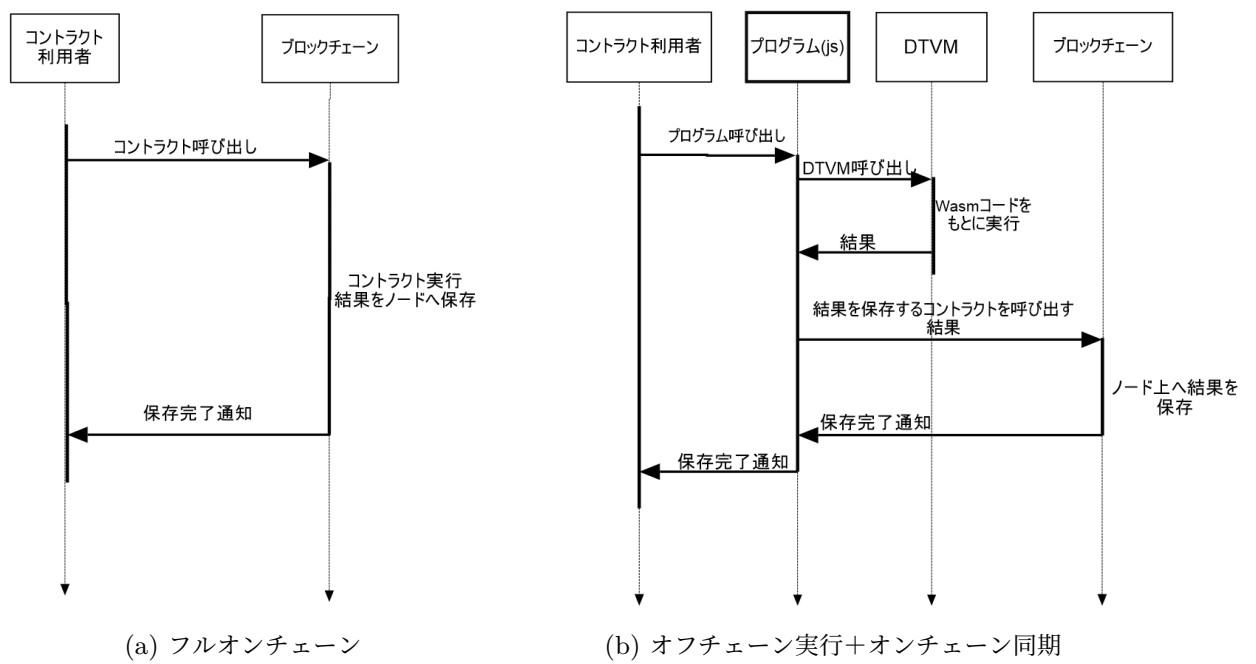 コントラクト
利用者
ブロックチェーン
コントラクト呼び出し
コントラクト実行
結果をノードへ保存
保存完了通知
(a) フルオンチェーン
コントラクト利用者
プログラム(js)
DTVM
ブロックチェーン
プログラム呼び出し
DTVM呼び出し
Wasmコードを
もとに実行
結果
結果を保存するコントラクトを呼び出す
結果
ノード上へ結果を
保存
保存完了通知
保存完了通知
(b) オフチェーン実行+オンチェーン同期